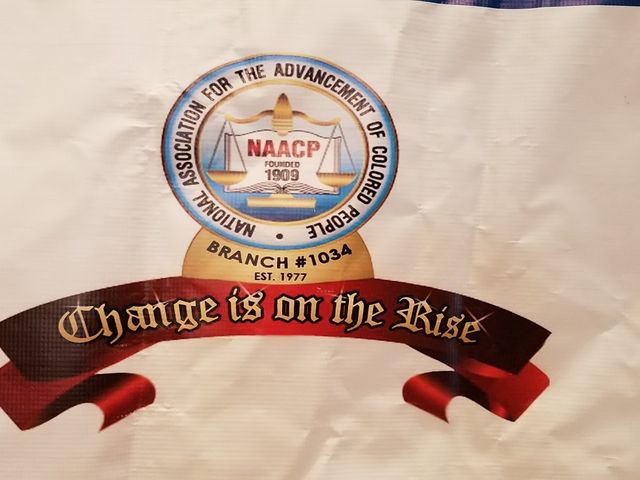 NATIONAL ASSOCIATION FOR THE ADVANCEMENT OF COLORED PEOPLE •
NAACP
FOUNDED
1909
BRANCH #1034
EST. 1977
Change is on the Rise